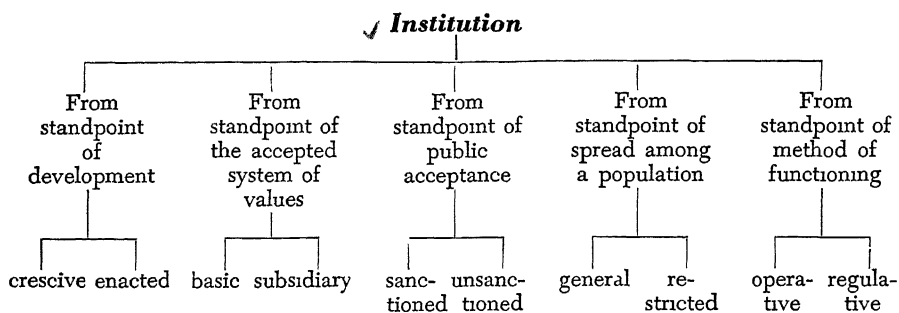 Institution
From
standpoint
of
development
From
standpoint of
the accepted
system of
values
From
standpoint of
public
acceptance
From
standpoint of
spread among
a population
From
standpoint of
method of
functioning
crescive enacted
basic subsidiary
sanc- unsanc-
tioned tioned
general re-
stricted
opera- regula-
tive tive